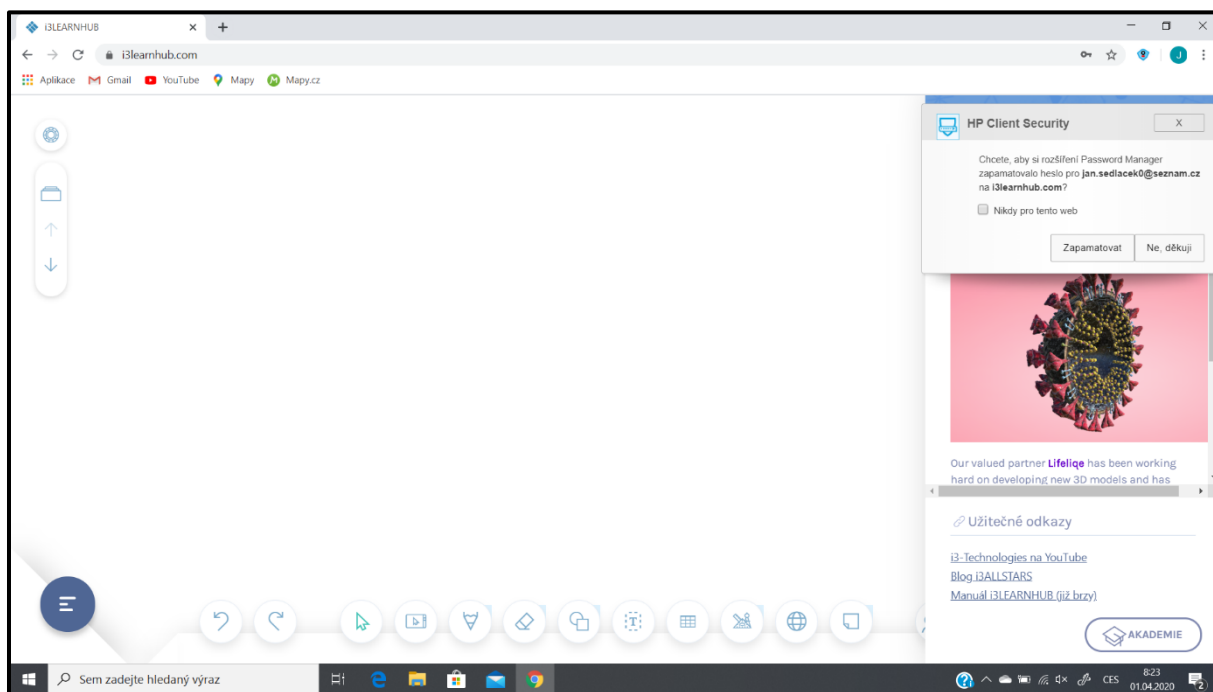 i3LEARNHUB
i3learnhub.com
J
Aplikace Gmail YouTube Mapy Mapy.cz
HP Client Security X
Chcete, aby si rozšíření Password Manager
zapamatovalo heslo pro jan.sedlacek0@seznam.cz
na i3learnhub.com?
Nikdy pro tento web
Zapamatovat Ne, děkuji
Our valued partner Lifeliqe has been working
hard on developing new 3D models and has
Užitečné odkazy
i3-Technologies na YouTube
Blog i3ALLSTARS
Manuál i3LEARNHUB (již brzy)
T
AKADEMIE
Sem zadejte hledaný výraz
CES
8:23
01.04.2020
2